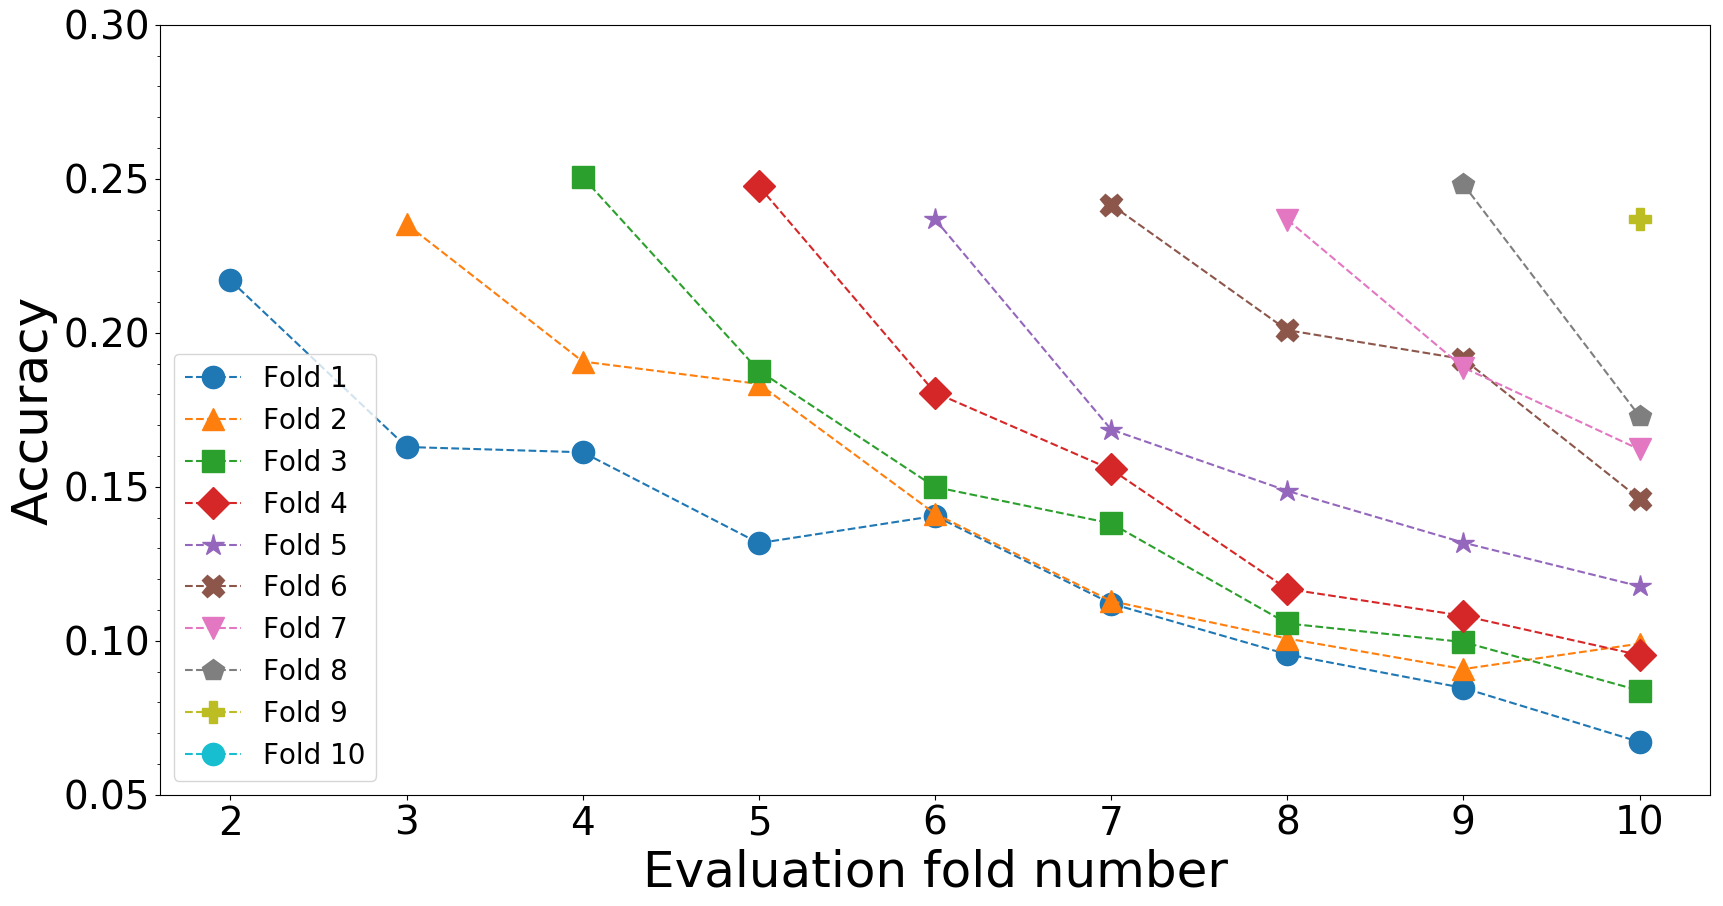 0.30
0.25
0.20
0.15
0.10
0.05
Accuracy
Fold 1
Fold 2
Fold 3
Fold 4
Fold 5
Fold 6
Fold 7
Fold 8
Fold 9
Fold 10
2 3 4 5 6 7 8 9 10
Evaluation fold number